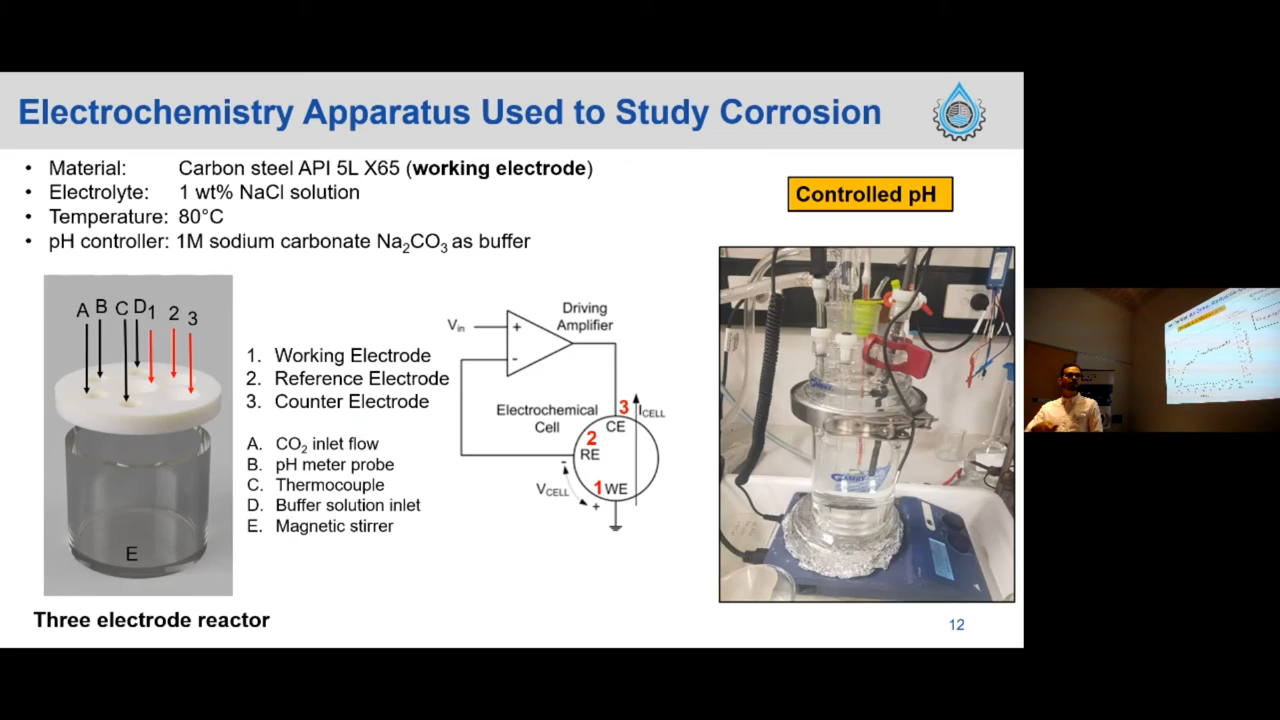 Electrochemistry Apparatus Used to Study Corrosion
• Material: Carbon steel API 5L X65 (working electrode)
• Electrolyte: 1 wt% NaCl solution
• Temperature: 80°C
• pH controller: 1M sodium carbonate Na₂CO₃ as buffer
Controlled pH
A B C D 1 2 3
E
Three electrode reactor
1. Working Electrode
2. Reference Electrode
3. Counter Electrode
A. CO₂ inlet flow
B. pH meter probe
C. Thermocouple
D. Buffer solution inlet
E. Magnetic stirrer
Driving
Amplifier
Vin
+
-
Electrochemical
Cell
3
ICELL
CE
2
RE
-
VCELL
1 WE
+
GAMRY
12